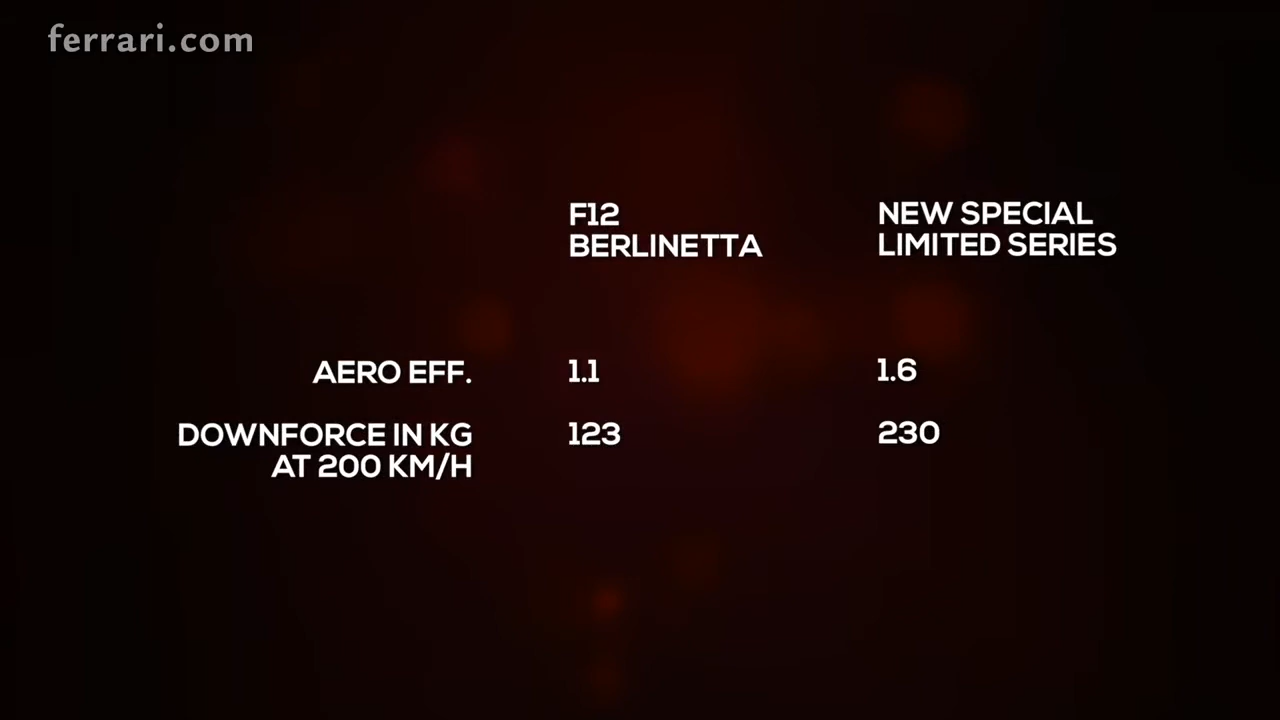 ferrari.com
F12
BERLINETTA
NEW SPECIAL
LIMITED SERIES
AERO EFF.
1.1
1.6
DOWNFORCE IN KG
AT 200 KM/H
123
230